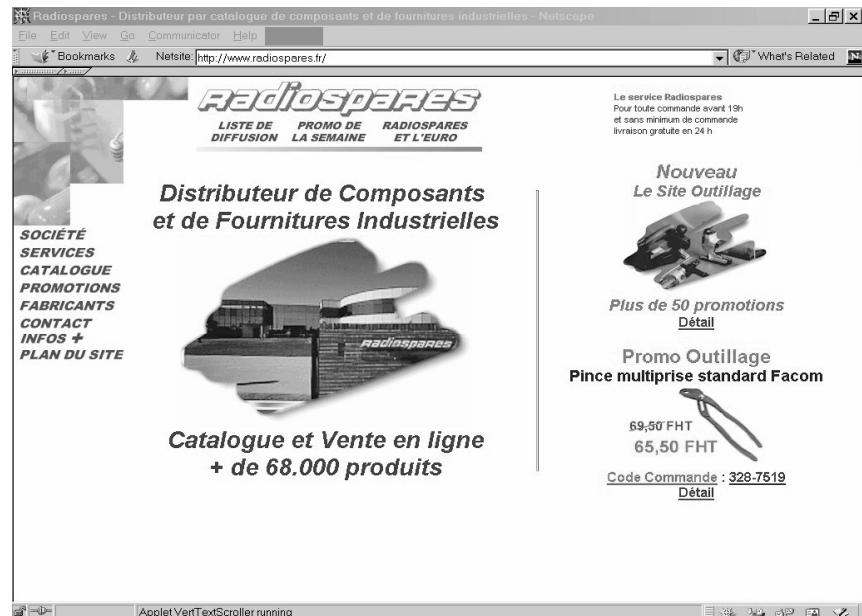 Radiospares - Distributeur par catalogue de composants et de fournitures industrielles - Netscape
File Edit View Go Communicator Help
Bookmarks Netsite: http://www.radiospares.fr/ What's Related N
RADIOSPARES
LISTE DE DIFFUSION
PROMO DE LA SEMAINE
RADIOSPARES ET L'EURO
Le service Radiospares
Pour toute commande avant 19h
et sans minimum de commande
livraison gratuite en 24 h
SOCIÉTÉ
SERVICES
CATALOGUE
PROMOTIONS
FABRICANTS
CONTACT
INFOS +
PLAN DU SITE
Distributeur de Composants
et de Fournitures Industrielles
RADIOSPARES
Catalogue et Vente en ligne
+ de 68.000 produits
Nouveau
Le Site Outillage
Plus de 50 promotions
Détail
Promo Outillage
Pince multiprise standard Facom
69,50 FHT
65,50 FHT
Code Commande : 328-7519
Détail
Applet VertTextScroller running